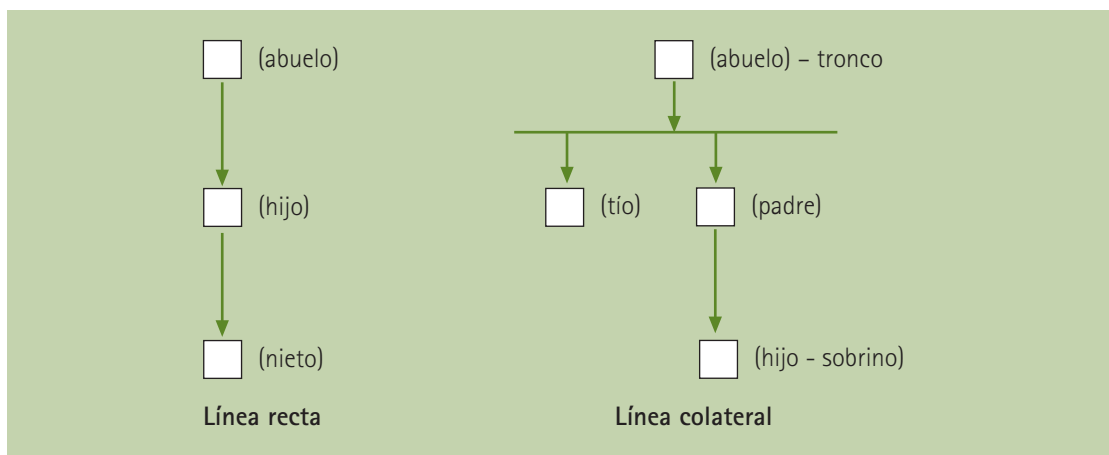 (abuelo)
(hijo)
(nieto)
Línea recta
(abuelo) – tronco
(tío)
(padre)
(hijo - sobrino)
Línea colateral